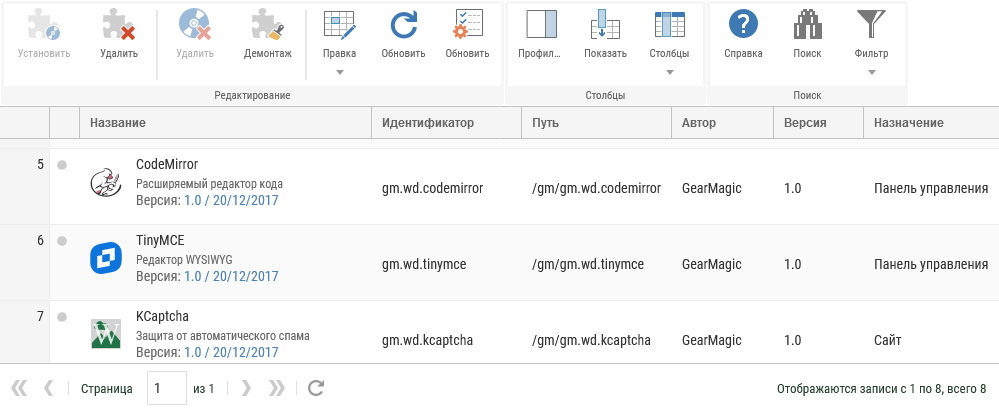 Установить Удалить Удалить Демонтаж Правка Обновить Обновить Профил... Показать Столбцы Справка Поиск Фильтр
Редактирование Столбцы Поиск
Название Идентификатор Путь Автор Версия Назначение
5 CodeMirror
Расширяемый редактор кода
Версия: 1.0 / 20/12/2017
gm.wd.codemirror /gm/gm.wd.codemirror GearMagic 1.0 Панель управления
6 TinyMCE
Редактор WYSIWYG
Версия: 1.0 / 20/12/2017
gm.wd.tinymce /gm/gm.wd.tinymce GearMagic 1.0 Панель управления
7 KCaptcha
Защита от автоматического спама
Версия: 1.0 / 20/12/2017
gm.wd.kcaptcha /gm/gm.wd.kcaptcha GearMagic 1.0 Сайт
Страница 1 из 1 Отображаются записи с 1 по 8, всего 8